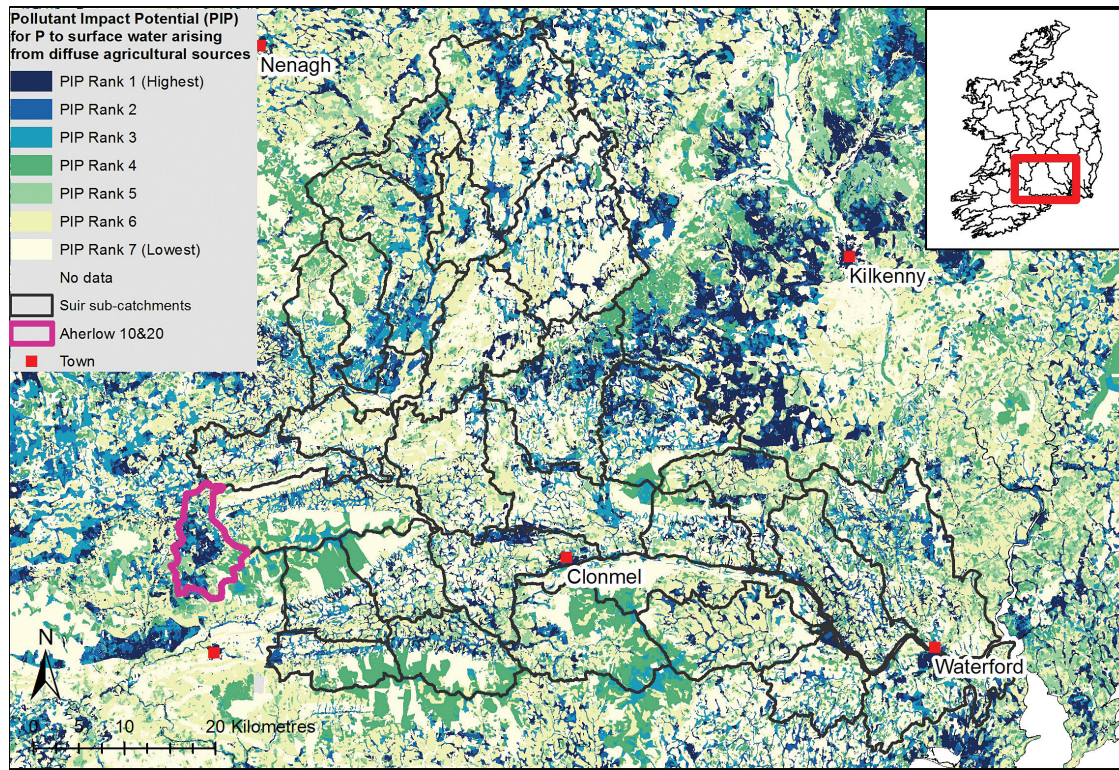 Pollutant Impact Potential (PIP)
for P to surface water arising
from diffuse agricultural sources
PIP Rank 1 (Highest)
PIP Rank 2
PIP Rank 3
PIP Rank 4
PIP Rank 5
PIP Rank 6
PIP Rank 7 (Lowest)
No data
Suir sub-catchments
Aherlow 10&20
Town
Nenagh
Kilkenny
Clonmel
Waterford
N
0 5 10 20 Kilometres